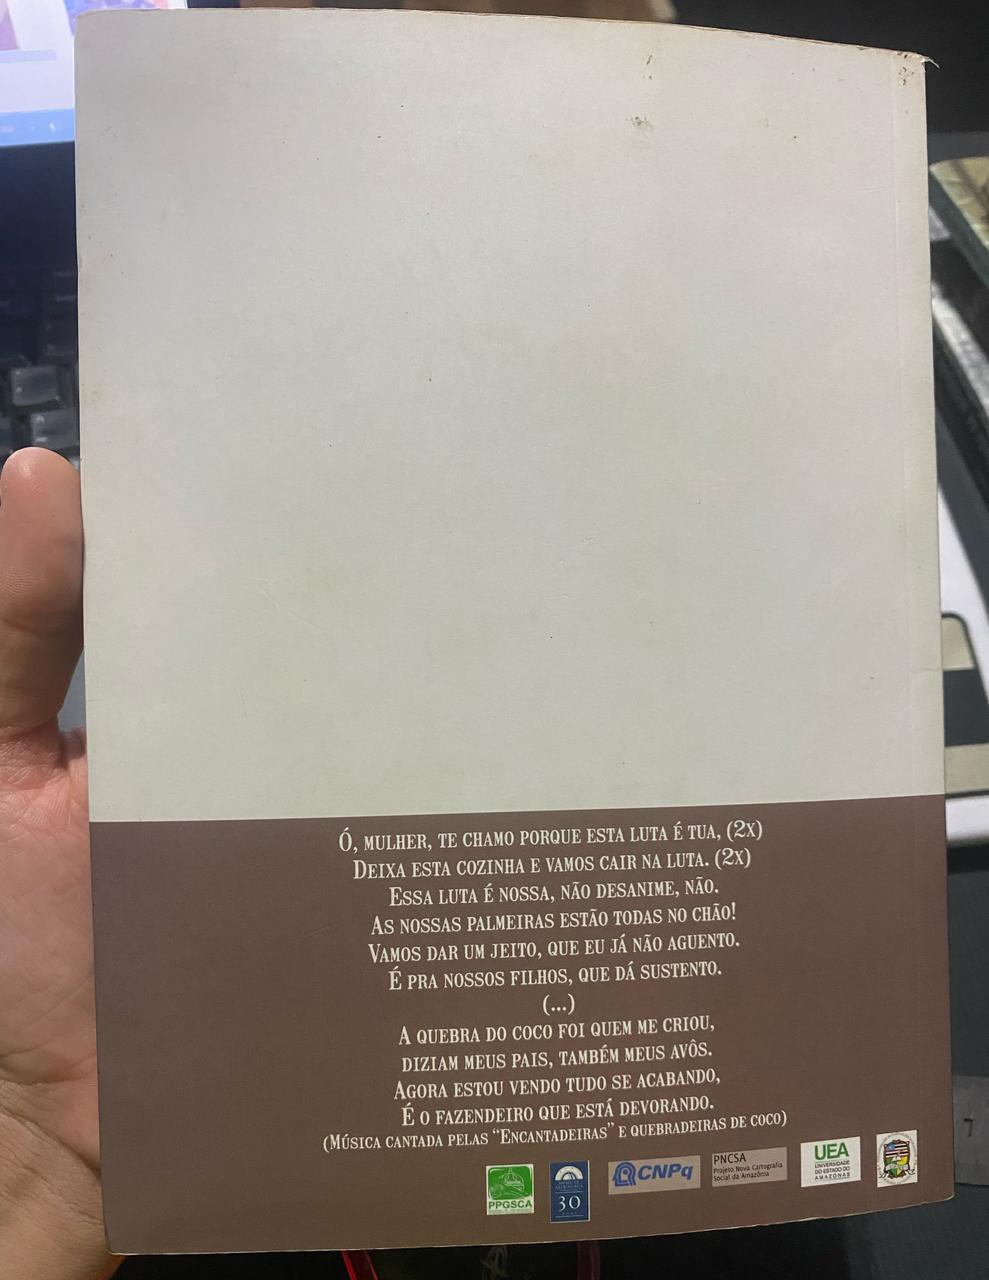 Ó, MULHER, TE CHAMO PORQUE ESTA LUTA É TUA, (2X)
DEIXA ESTA COZINHA E VAMOS CAIR NA LUTA. (2X)
ESSA LUTA É NOSSA, NÃO DESANIME, NÃO.
AS NOSSAS PALMEIRAS ESTÃO TODAS NO CHÃO!
VAMOS DAR UM JEITO, QUE EU JÁ NÃO AGUENTO.
É PRA NOSSOS FILHOS, QUE DÁ SUSTENTO.
(...)
A QUEBRA DO COCO FOI QUEM ME CRIOU,
DIZIAM MEUS PAIS, TAMBÉM MEUS AVÔS.
AGORA ESTOU VENDO TUDO SE ACABANDO,
É O FAZENDEIRO QUE ESTÁ DEVORANDO.
(MÚSICA CANTADA PELAS "ENCANTADEIRAS" E QUEBRADEIRAS DE COCO)
PPGSCA
30
CNPq
PNCSA
Projeto Nova Cartografia
Social da Amazônia
UEA
UNIVERSIDADE
DO ESTADO DO
AMAZONAS